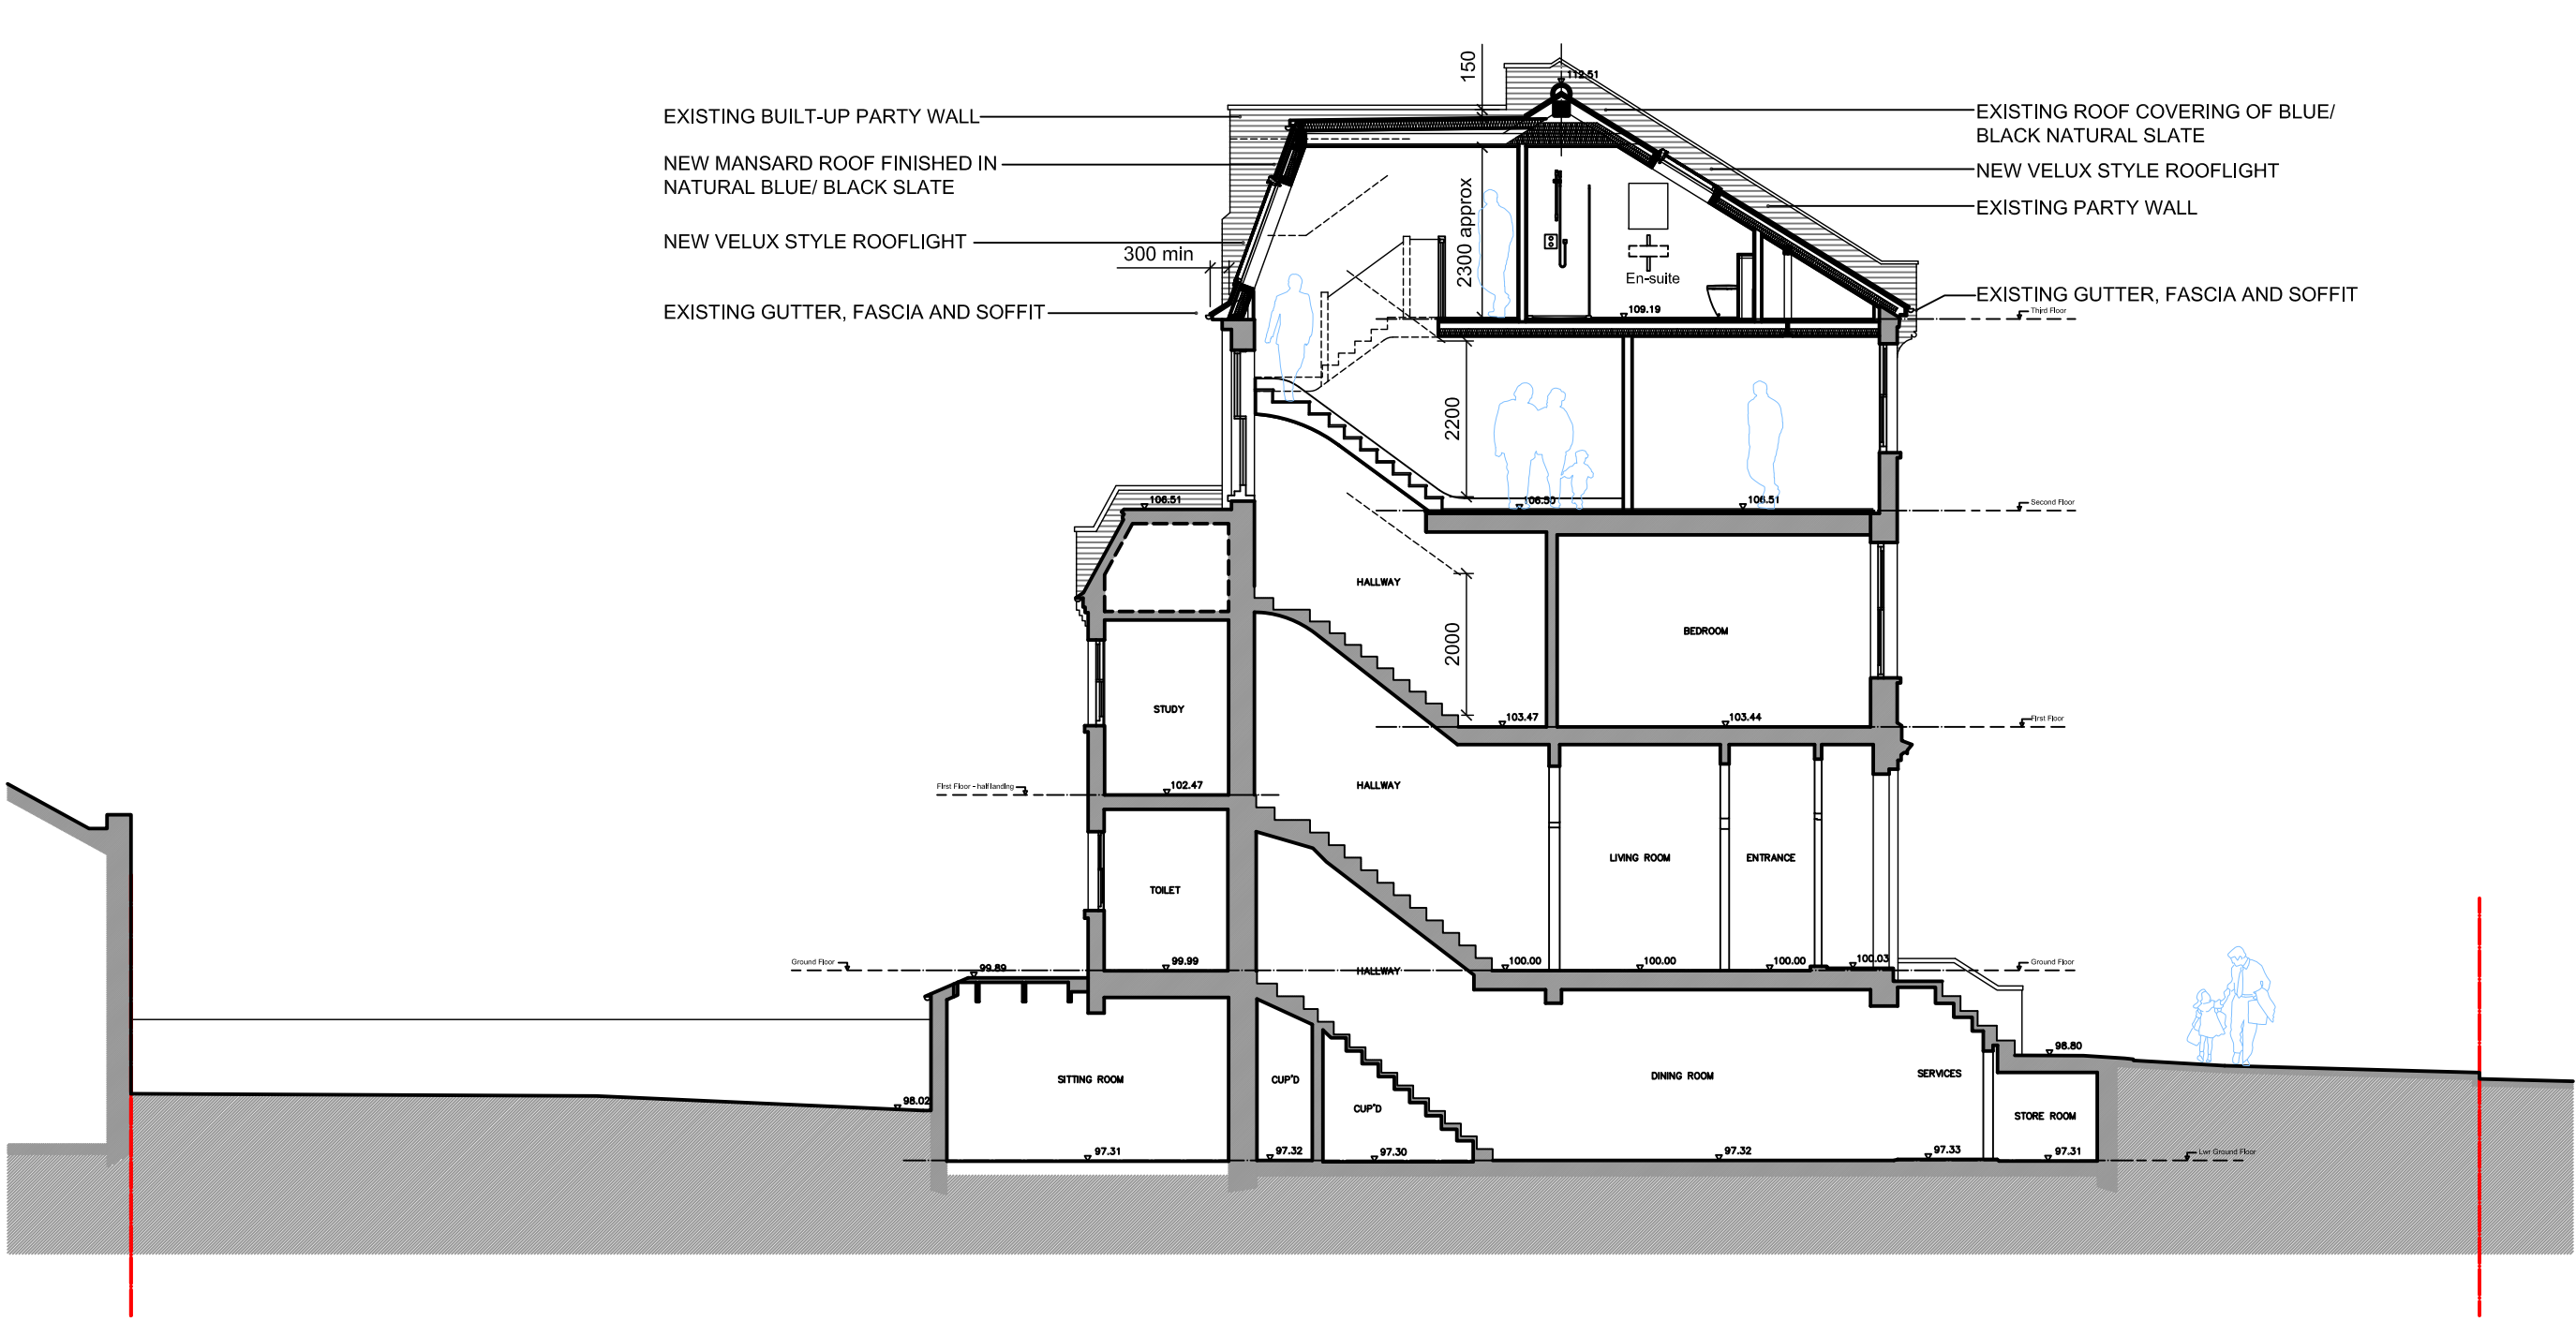 150
112.51
EXISTING BUILT-UP PARTY WALL
EXISTING ROOF COVERING OF BLUE/
BLACK NATURAL SLATE
NEW MANSARD ROOF FINISHED IN
NATURAL BLUE/ BLACK SLATE
NEW VELUX STYLE ROOFLIGHT
EXISTING PARTY WALL
NEW VELUX STYLE ROOFLIGHT
300 min
2300 approx
En-suite
EXISTING GUTTER, FASCIA AND SOFFIT
EXISTING GUTTER, FASCIA AND SOFFIT
109.19
Third Floor
2200
106.51
106.50
106.51
Second Floor
HALLWAY
2000
BEDROOM
STUDY
103.47
103.44
First Floor
First Floor - half landing
102.47
HALLWAY
LIVING ROOM
ENTRANCE
TOILET
Ground Floor
99.89
99.99
HALLWAY
100.00
100.00
100.00
100.03
Ground Floor
98.80
SITTING ROOM
CUP'D
DINING ROOM
SERVICES
98.02
CUP'D
STORE ROOM
97.31
97.32
97.30
97.32
97.33
97.31
Lwr Ground Floor